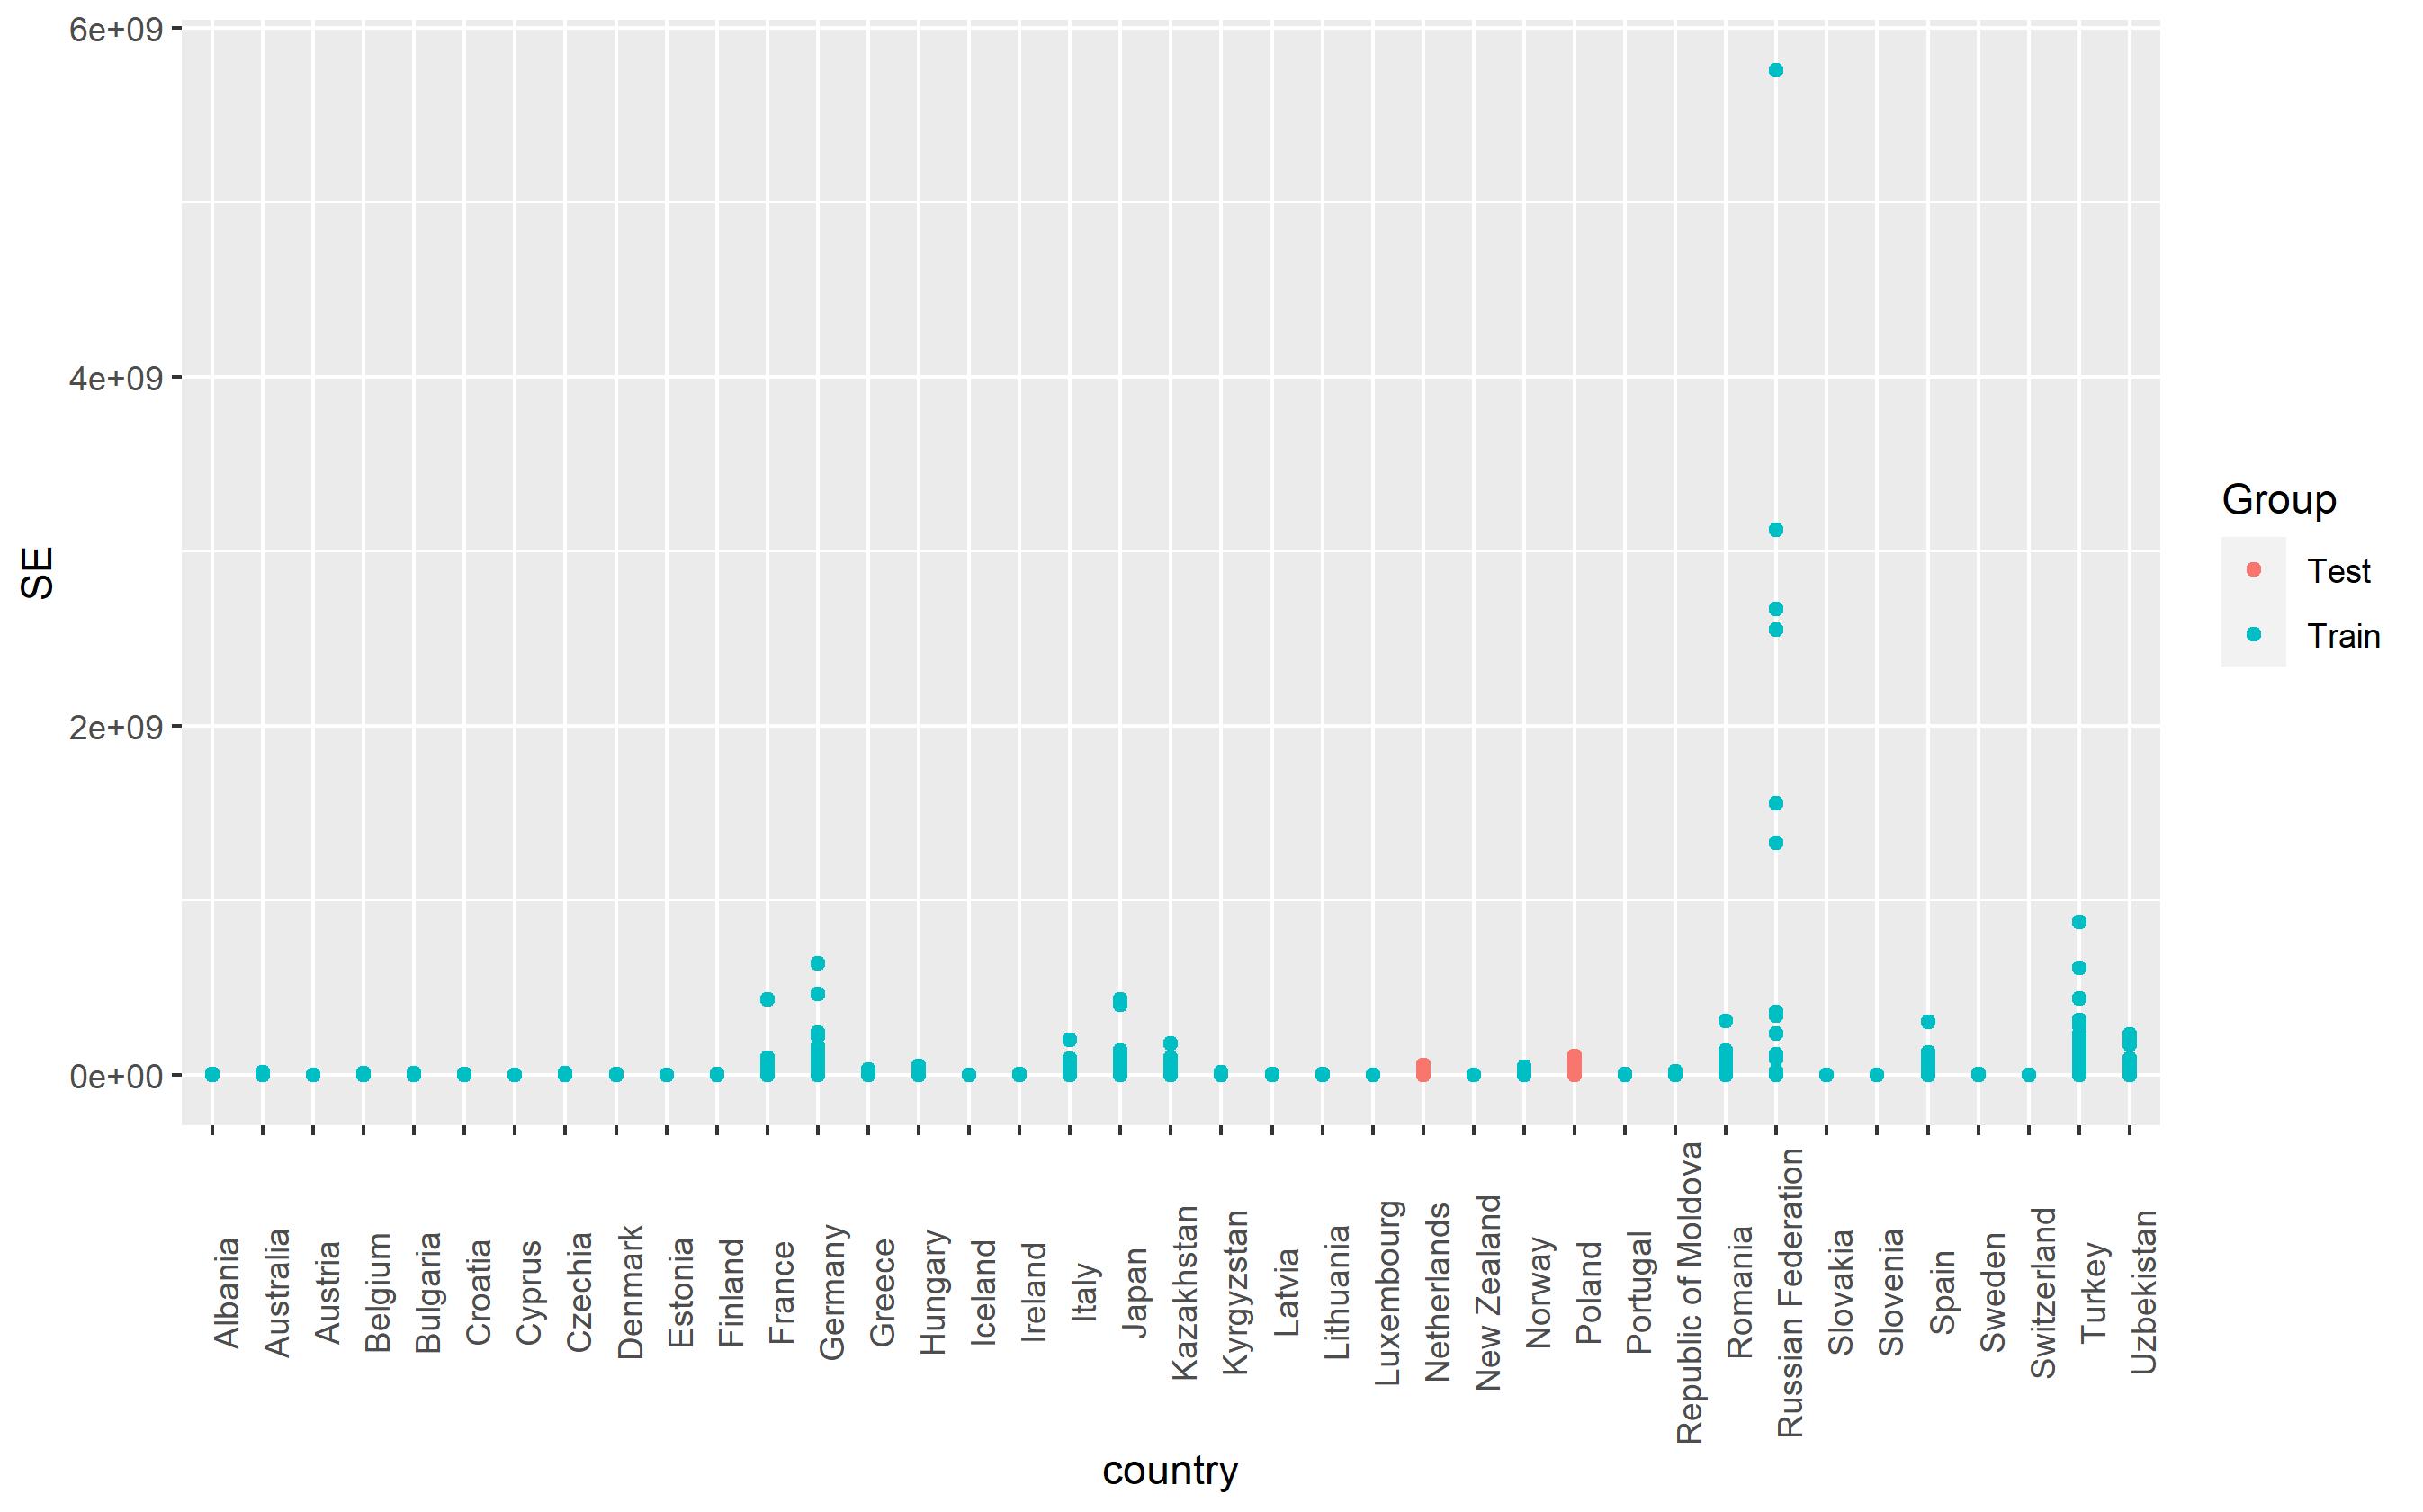 6e+09
4e+09
2e+09
0e+00
SE
Albania
Australia
Austria
Belgium
Bulgaria
Croatia
Cyprus
Czechia
Denmark
Estonia
Finland
France
Germany
Greece
Hungary
Iceland
Ireland
Italy
Japan
Kazakhstan
Kyrgyzstan
Latvia
Lithuania
Luxembourg
Netherlands
New Zealand
Norway
Poland
Portugal
Republic of Moldova
Romania
Russian Federation
Slovakia
Slovenia
Spain
Sweden
Switzerland
Turkey
Uzbekistan
country
Group
Test
Train